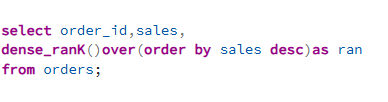 select order_id,sales,
dense_ranK()over(order by sales desc)as ran
from orders;